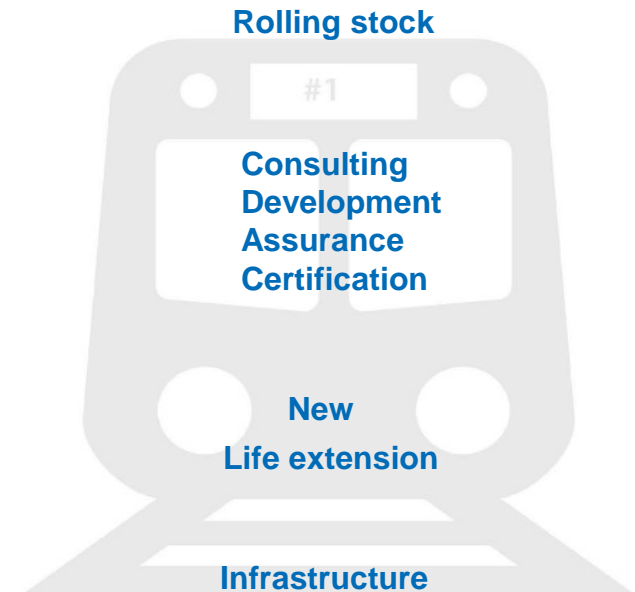 Rolling stock
#1
Consulting
Development
Assurance
Certification
New
Life extension
Infrastructure